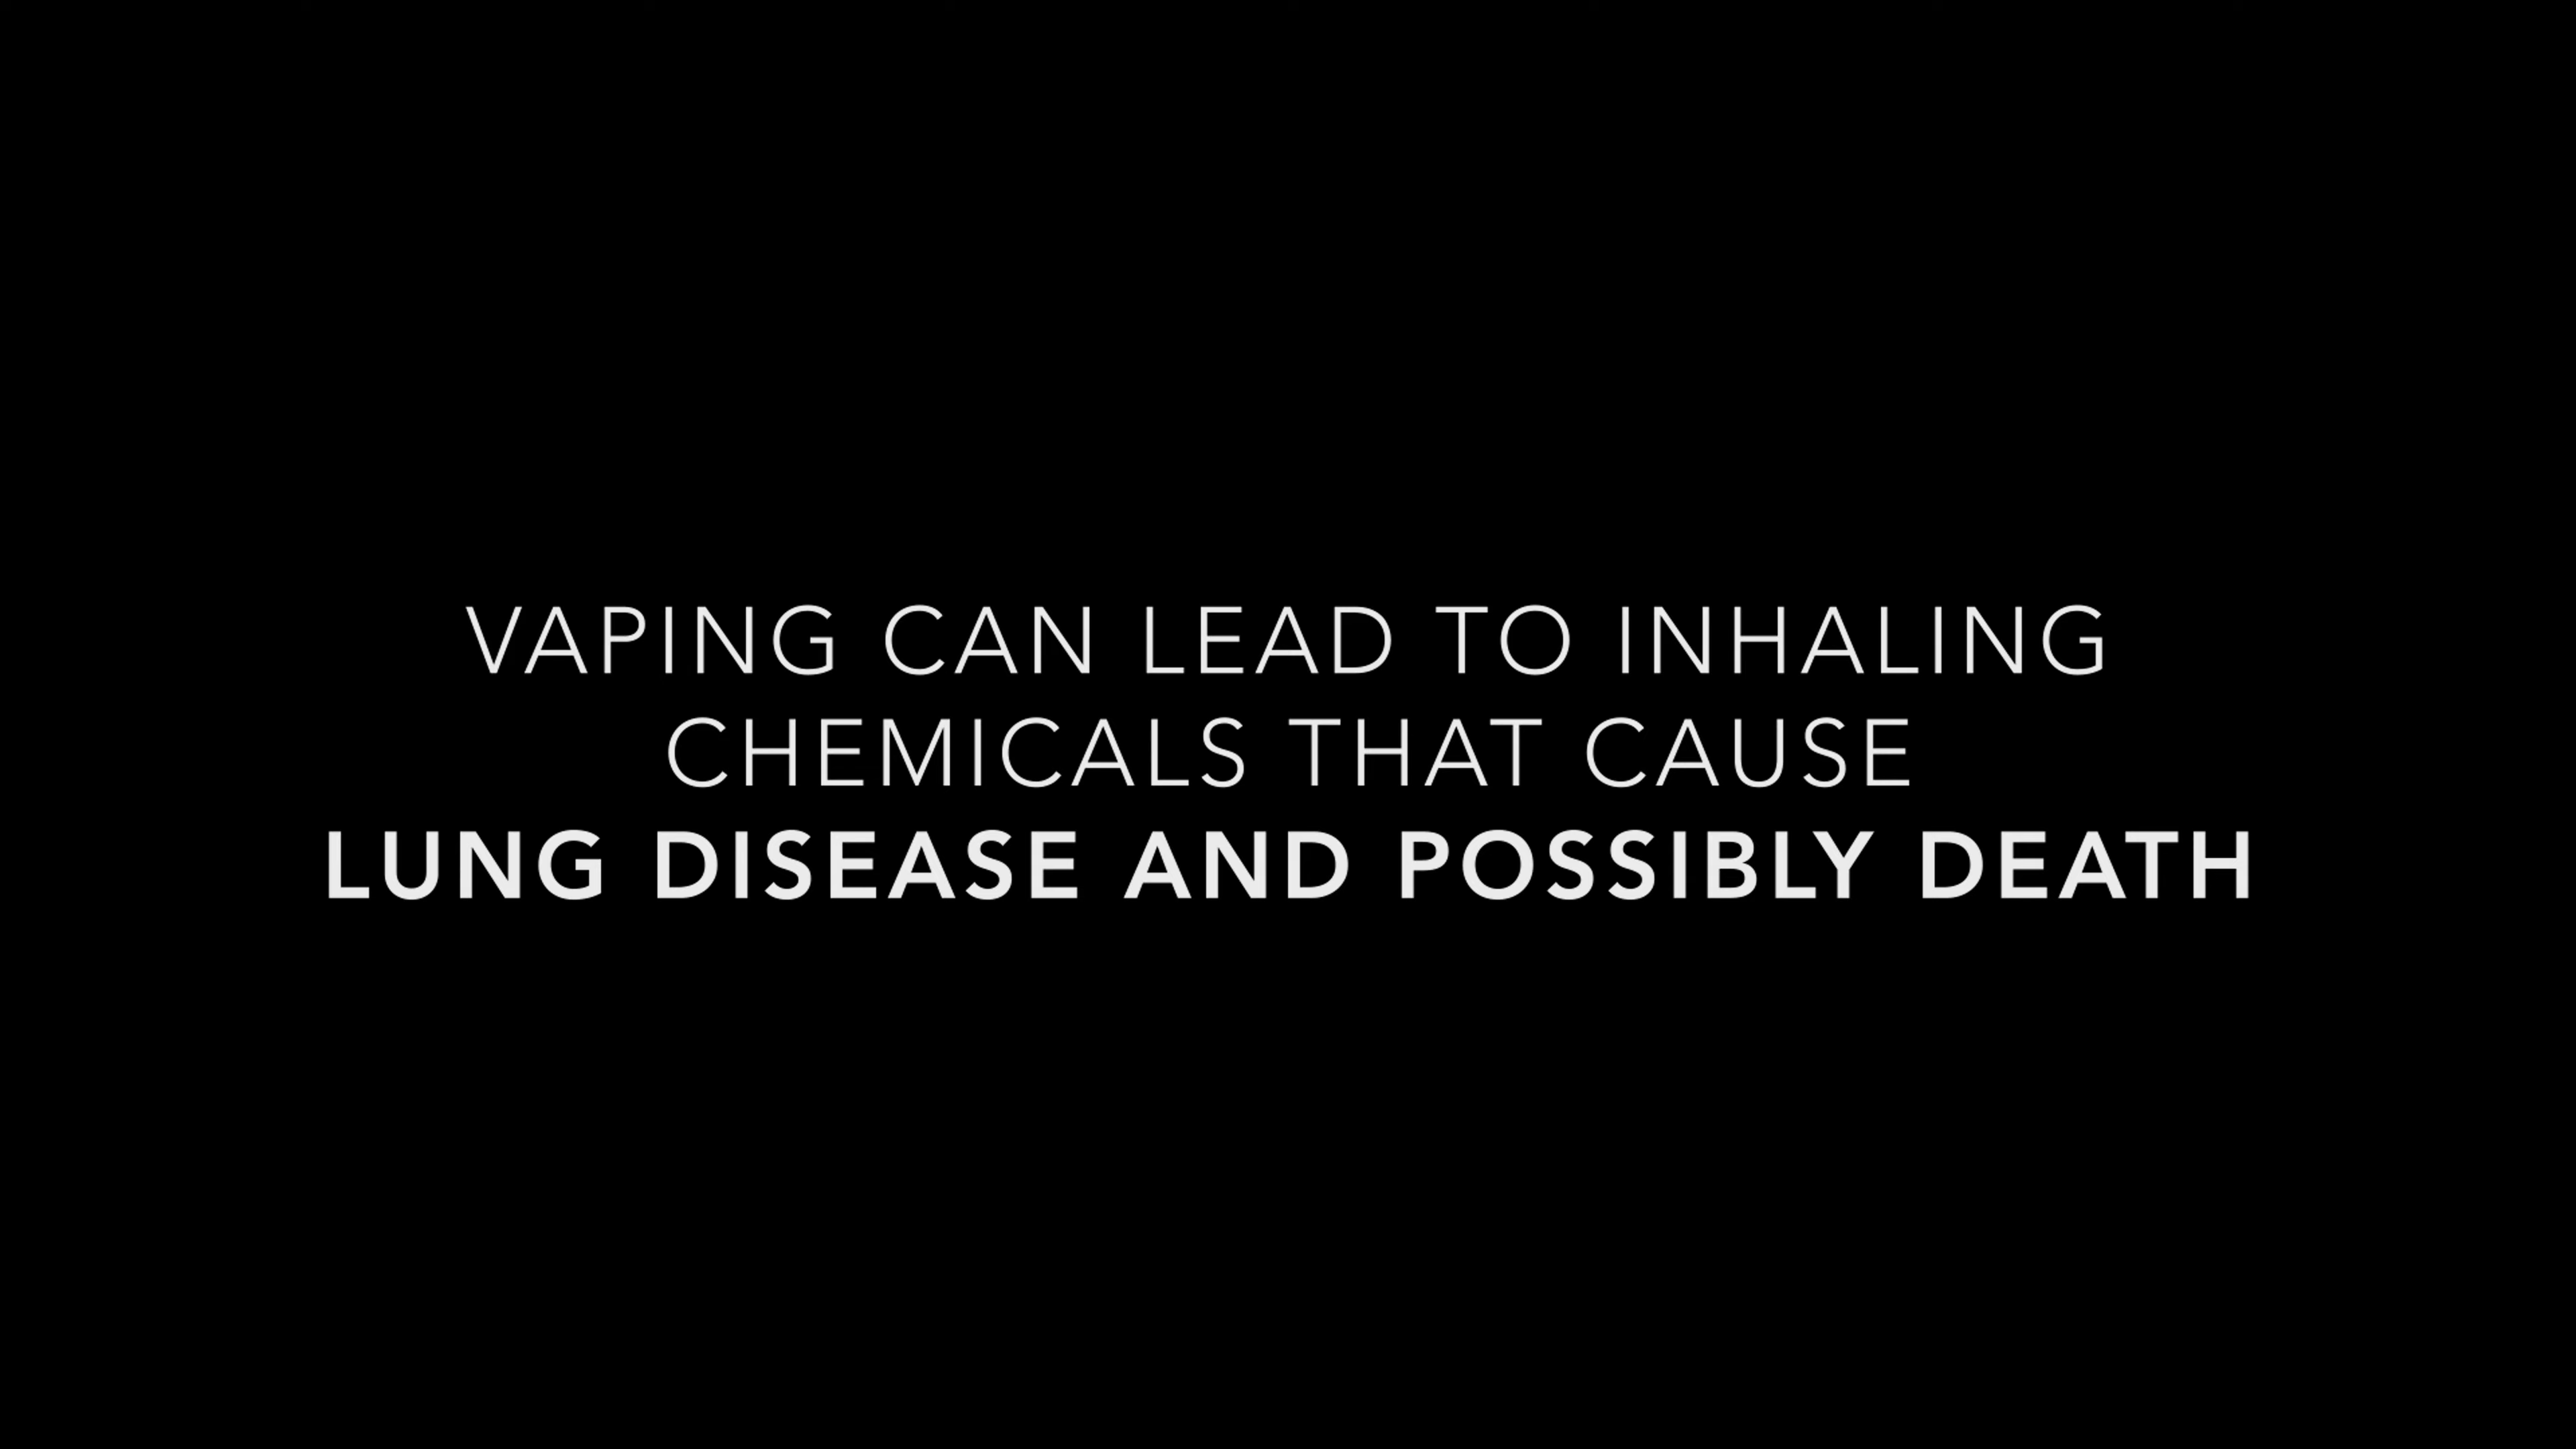 VAPING CAN LEAD TO INHALING
CHEMICALS THAT CAUSE
LUNG DISEASE AND POSSIBLY DEATH